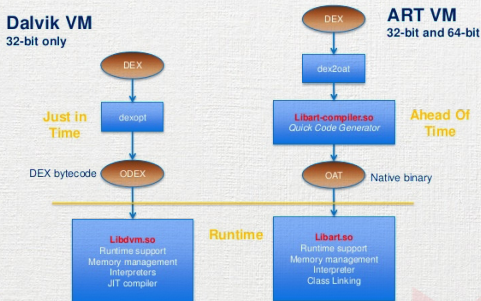 Dalvik VM
32-bit only
DEX
dexopt
Just in
Time
DEX bytecode
ODEX
Libdvm.so
Runtime support
Memory management
Interpreters
JIT compiler
Runtime
ART VM
32-bit and 64-bit
DEX
dex2oat
Libart-compiler.so
Quick Code Generator
Ahead Of
Time
OAT
Native binary
Libart.so
Runtime support
Memory management
Interpreter
Class Linking